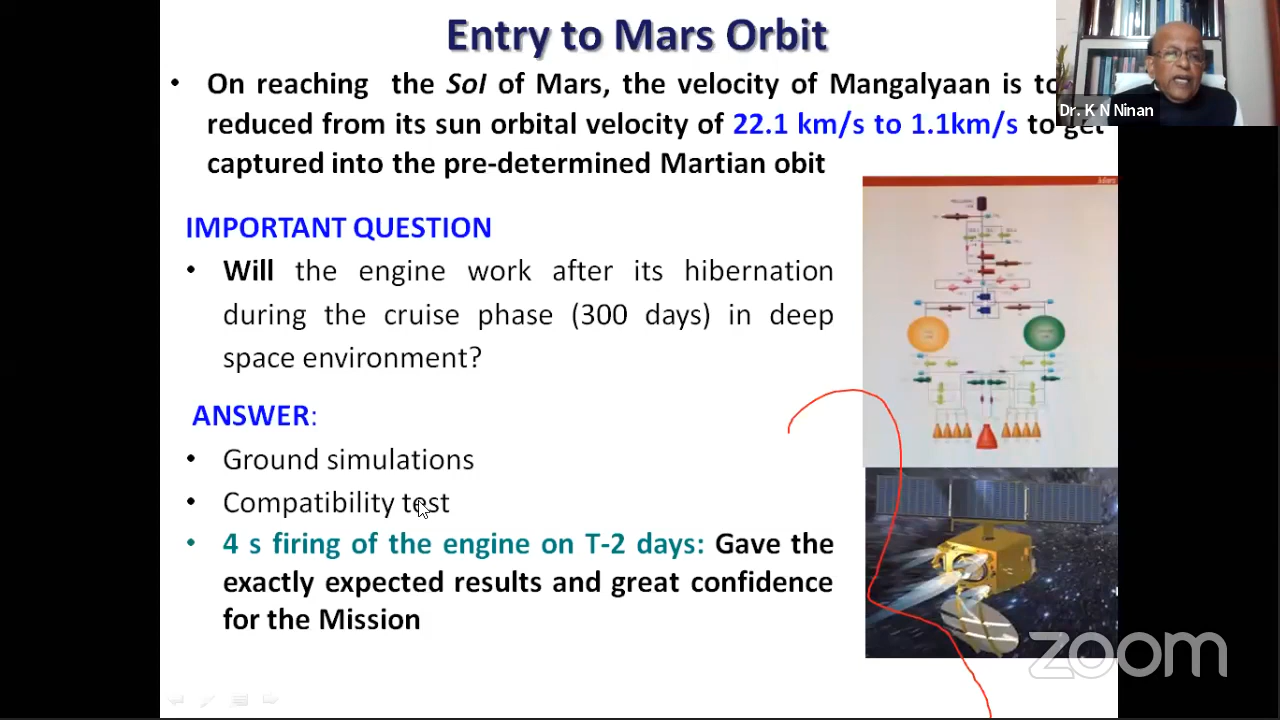 Entry to Mars Orbit
• On reaching the SoI of Mars, the velocity of Mangalyaan is to
reduced from its sun orbital velocity of 22.1 km/s to 1.1km/s to get
captured into the pre-determined Martian obit
Dr. K N Ninan
IMPORTANT QUESTION
• Will the engine work after its hibernation
during the cruise phase (300 days) in deep
space environment?
ANSWER:
• Ground simulations
• Compatibility test
• 4 s firing of the engine on T-2 days: Gave the
exactly expected results and great confidence
for the Mission
zoom